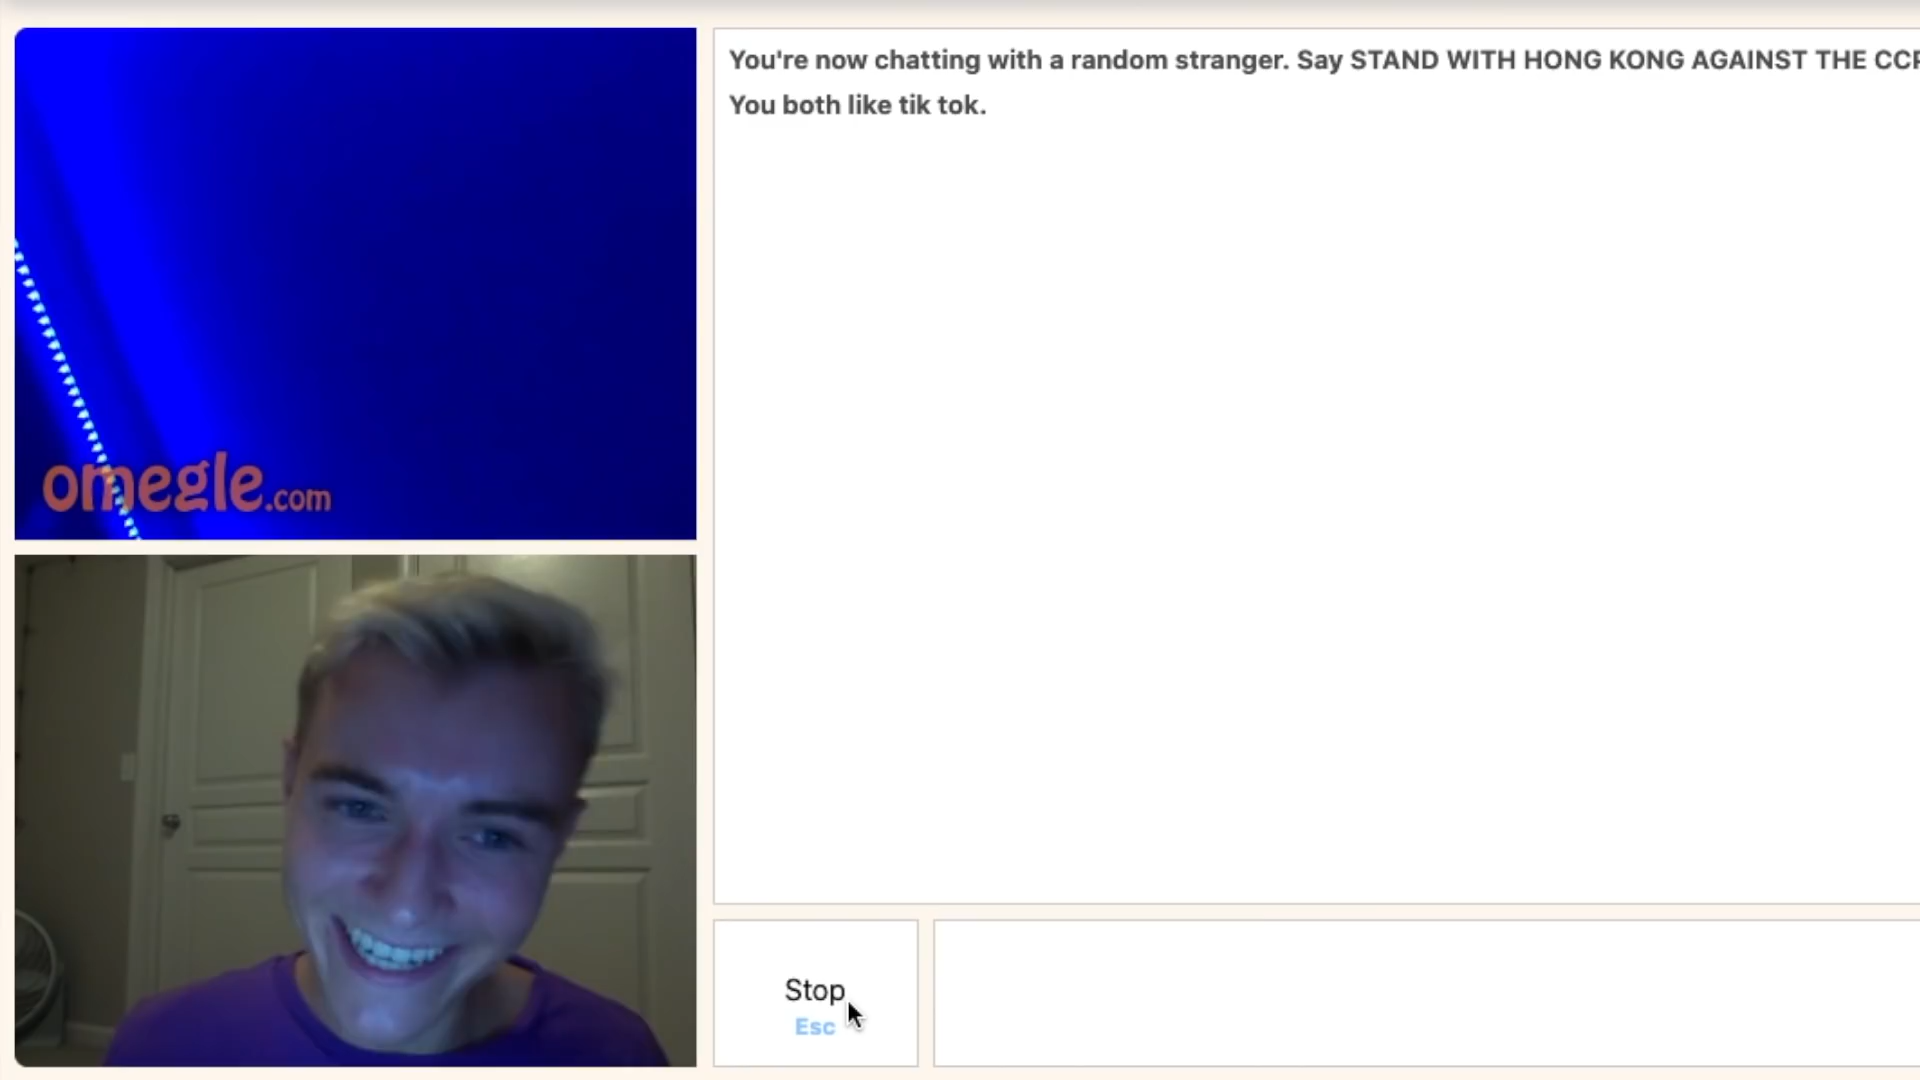 You're now chatting with a random stranger. Say STAND WITH HONG KONG AGAINST THE
You both like tik tok.
omegle.com
Stop
Esc